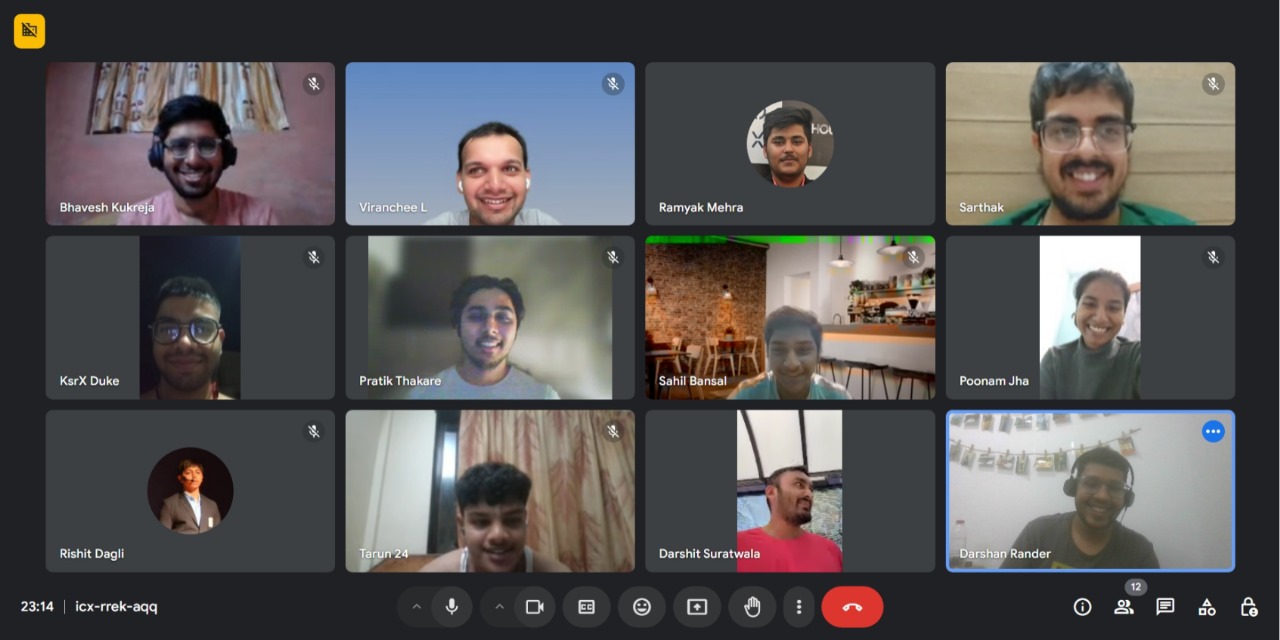 Bhavesh Kukreja
Viranchee L
Ramyak Mehra
Sarthak
KsrX Duke
Pratik Thakare
Sahil Bansal
Poonam Jha
Rishit Dagli
Tarun 24
Darshit Suratwala
Darshan Rander
23:14 | icx-rrek-aqq
CC
12